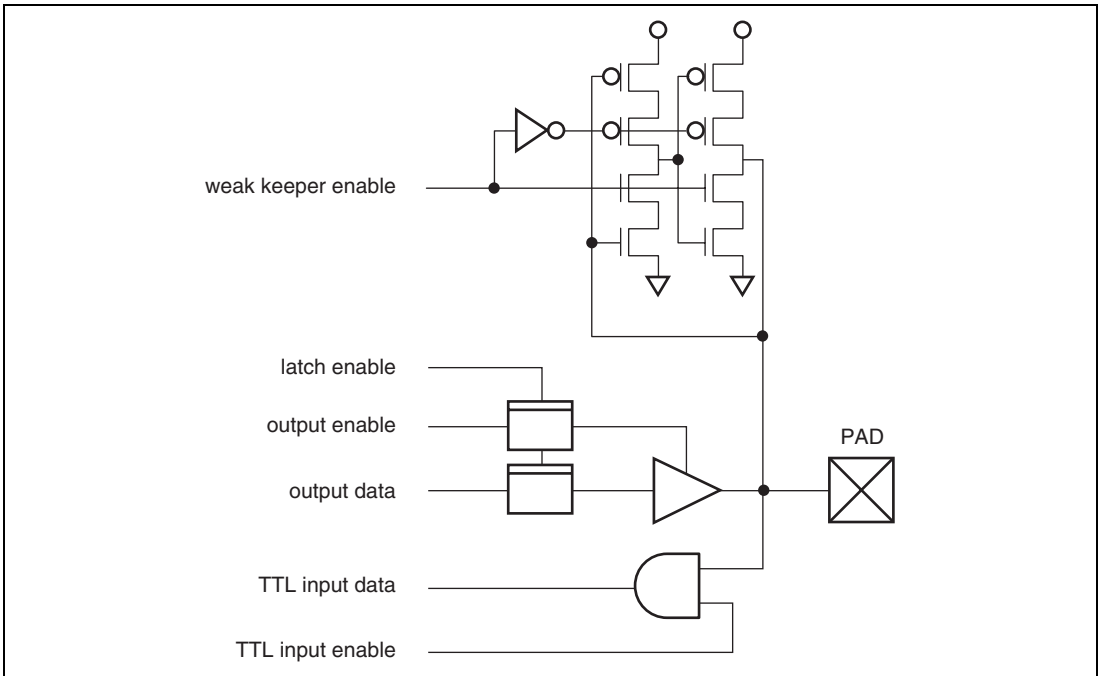 weak keeper enable
latch enable
output enable
PAD
output data
TTL input data
TTL input enable